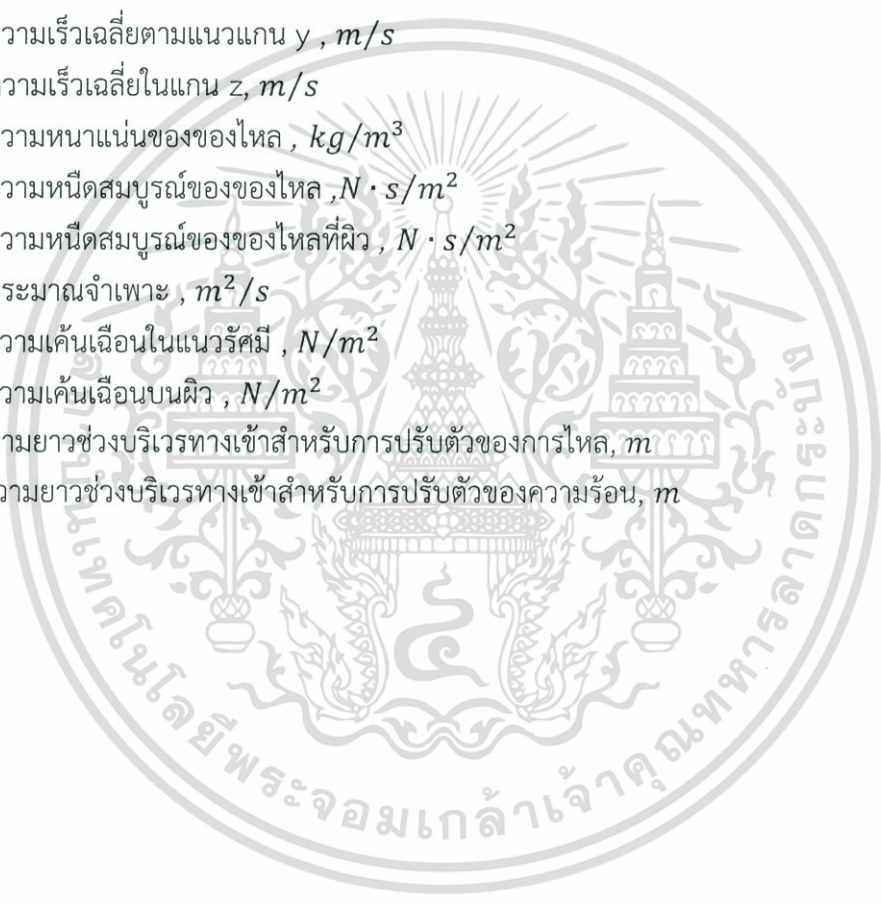 วามเร็วเฉลี่ยตามแนวแกน y , m/s
วามเร็วเฉลี่ยในแกน z, m/s
วามหนาแน่นของของไหล , kg/m³
วามหนืดสมบูรณ์ของของไหล ,N · s/m²
วามหนืดสมบูรณ์ของของไหลที่ผิว , N · s/m²
ระมาณจำเพาะ , m²/s
วามเค้นเฉือนในแนวรัศมี , N/m²
วามเค้นเฉือนบนผิว , N/m²
ามยาวช่วงบริเวรทางเข้าสำหรับการปรับตัวของการไหล, m
วามยาวช่วงบริเวรทางเข้าสำหรับการปรับตัวของความร้อน, m
เทคโนโลยีพระจอมเกล้าเจ้าคุณทหารลาดกระบัง